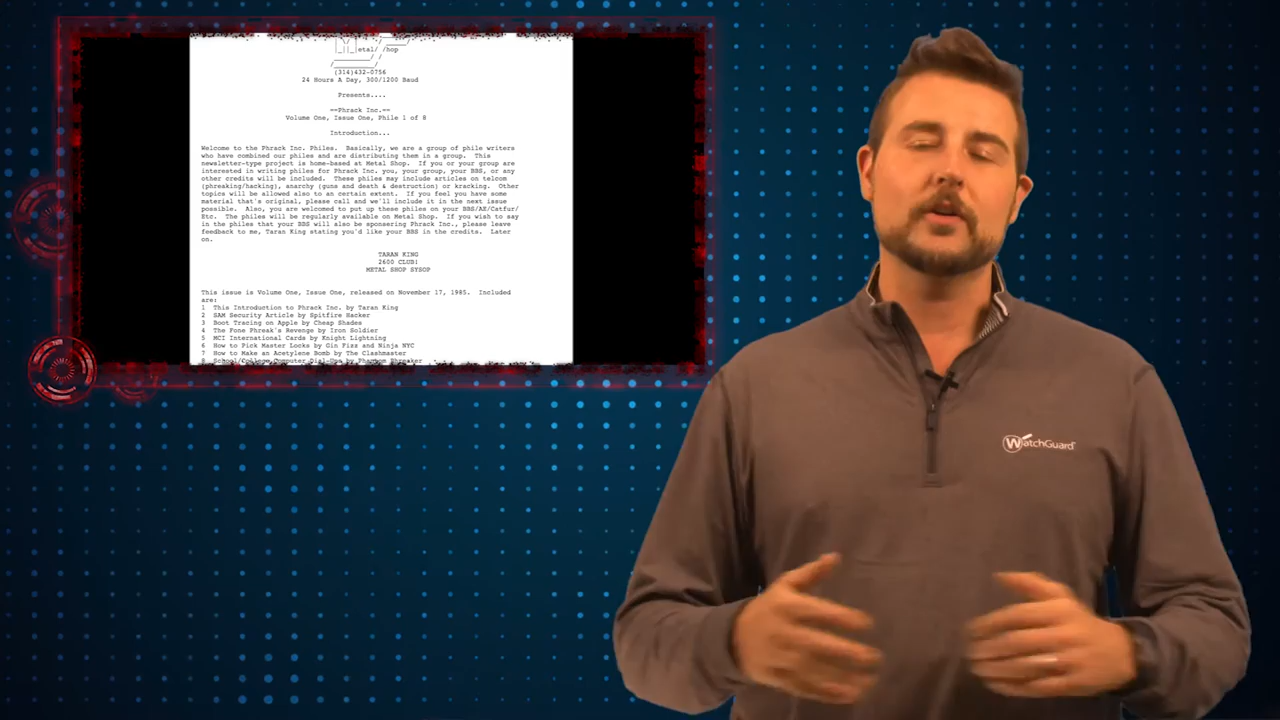 |_||_|etal/ /hop
(314)432-0756
24 Hours A Day, 300/1200 Baud
Presents....
==Phrack Inc.==
Volume One, Issue One, Phile 1 of 8
Introduction...
Welcome to the Phrack Inc. Philes. Basically, we are a group of phile writers
who have combined our philes and are distributing them in a group. This
newsletter-type project is home-based at Metal Shop. If you or your group are
interested in writing philes for Phrack Inc. you, your group, your BBS, or any
other credits will be included. These philes may include articles on telcom
(phreaking/hacking), anarchy (guns and death & destruction) or kracking. Other
topics will be allowed also to an certain extent. If you feel you have some
material that's original, please call and we'll include it in the next issue
possible. Also, you are welcomed to put up these philes on your BBS/AE/Catfur/
Etc. The philes will be regularly available on Metal Shop. If you wish to say
in the philes that your BBS will also be sponsering Phrack Inc., please leave
feedback to me, Taran King stating you'd like your BBS in the credits. Later
on.
TARAN KING
2600 CLUB!
METAL SHOP SYSOP
This issue is Volume One, Issue One, released on November 17, 1985. Included
are:
1 This Introduction to Phrack Inc. by Taran King
2 SAM Security Article by Spitfire Hacker
3 Boot Tracing on Apple by Cheap Shades
4 The Fone Phreak's Revenge by Iron Soldier
5 MCI International Cards by Knight Lightning
6 How to Pick Master Locks by Gin Fizz and Ninja NYC
7 How to Make an Acetylene Bomb by The Clashmaster
8 School/College Computer Dial-Ups by Phantom Phreaker
WatchGuard